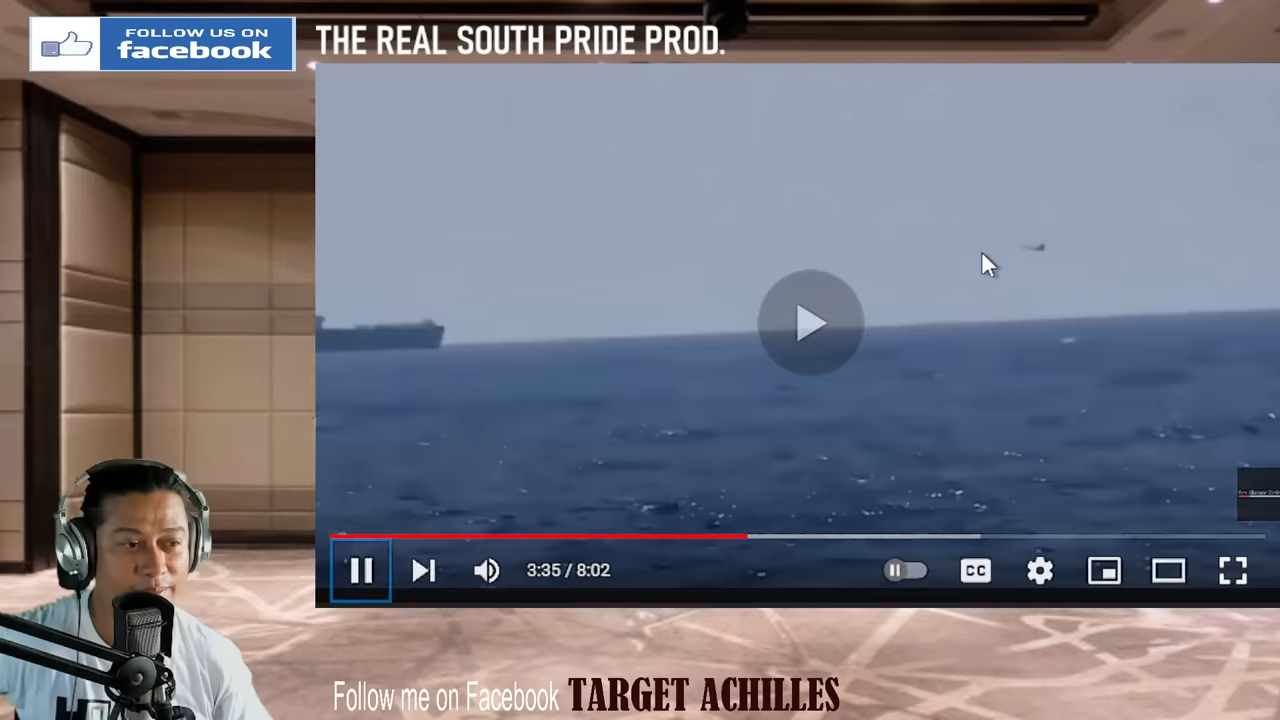 FOLLOW US ON
facebook
THE REAL SOUTH PRIDE PROD.
3:35 / 8:02
CC
Follow me on Facebook TARGET ACHILLES